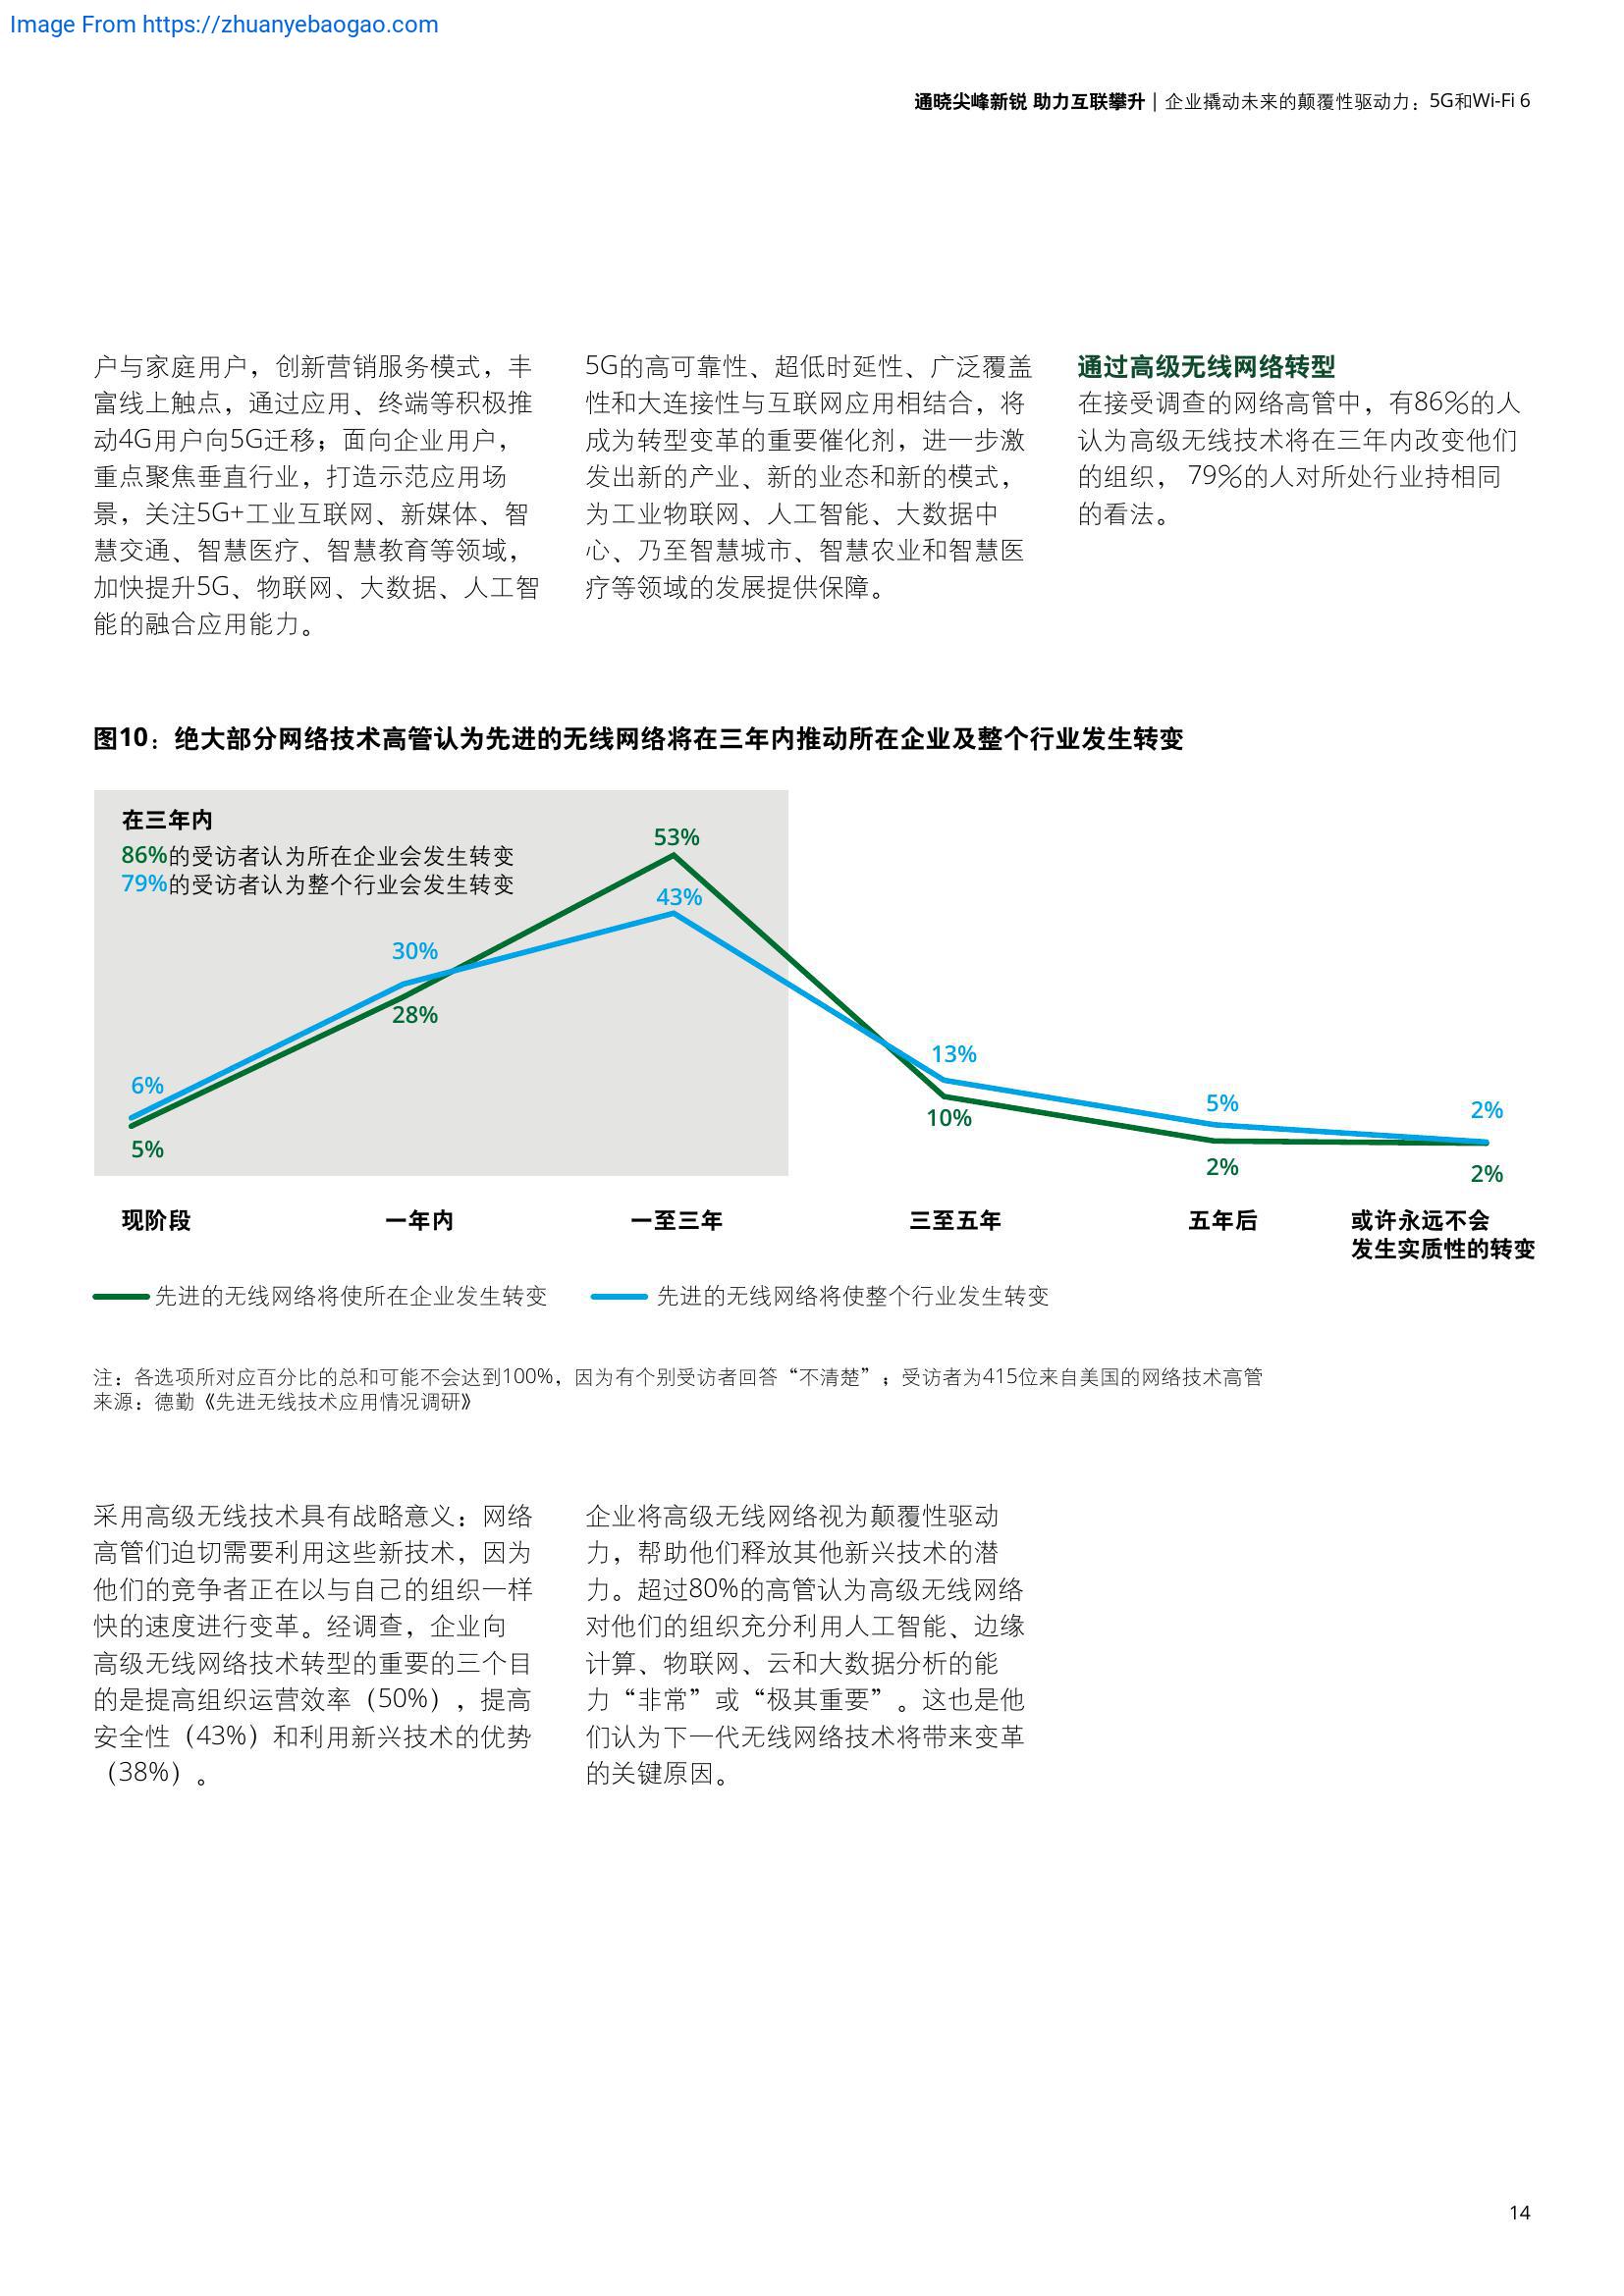 Image From https://zhuanyebaogao.com
通晓尖峰新锐 助力互联攀升 | 企业撬动未来的颠覆性驱动力：5G和Wi-Fi 6
户与家庭用户，创新营销服务模式，丰
富线上触点，通过应用、终端等积极推
动4G用户向5G迁移；面向企业用户，
重点聚焦垂直行业，打造示范应用场
景，关注5G+工业互联网、新媒体、智
慧交通、智慧医疗、智慧教育等领域，
加快提升5G、物联网、大数据、人工智
能的融合应用能力。
5G的高可靠性、超低时延性、广泛覆盖
性和大连接性与互联网应用相结合，将
成为转型变革的重要催化剂，进一步激
发出新的产业、新的业态和新的模式，
为工业物联网、人工智能、大数据中
心、乃至智慧城市、智慧农业和智慧医
疗等领域的发展提供保障。
通过高级无线网络转型
在接受调查的网络高管中，有86%的人
认为高级无线技术将在三年内改变他们
的组织， 79%的人对所处行业持相同
的看法。
图10：绝大部分网络技术高管认为先进的无线网络将在三年内推动所在企业及整个行业发生转变
在三年内
86%的受访者认为所在企业会发生转变
79%的受访者认为整个行业会发生转变
53%
43%
30%
28%
6%
5%
13%
10%
5%
2%
2%
2%
现阶段
一年内
一至三年
三至五年
五年后
或许永远不会
发生实质性的转变
先进的无线网络将使所在企业发生转变
先进的无线网络将使整个行业发生转变
注：各选项所对应百分比的总和可能不会达到100%，因为有个别受访者回答“不清楚”；受访者为415位来自美国的网络技术高管
来源：德勤《先进无线技术应用情况调研》
采用高级无线技术具有战略意义：网络
高管们迫切需要利用这些新技术，因为
他们的竞争者正在以与自己的组织一样
快的速度进行变革。经调查，企业向
高级无线网络技术转型的重要的三个目
的是提高组织运营效率（50%），提高
安全性（43%）和利用新兴技术的优势
（38%）。
企业将高级无线网络视为颠覆性驱动
力，帮助他们释放其他新兴技术的潜
力。超过80%的高管认为高级无线网络
对他们的组织充分利用人工智能、边缘
计算、物联网、云和大数据分析的能
力“非常”或“极其重要”。这也是他
们认为下一代无线网络技术将带来变革
的关键原因。
14